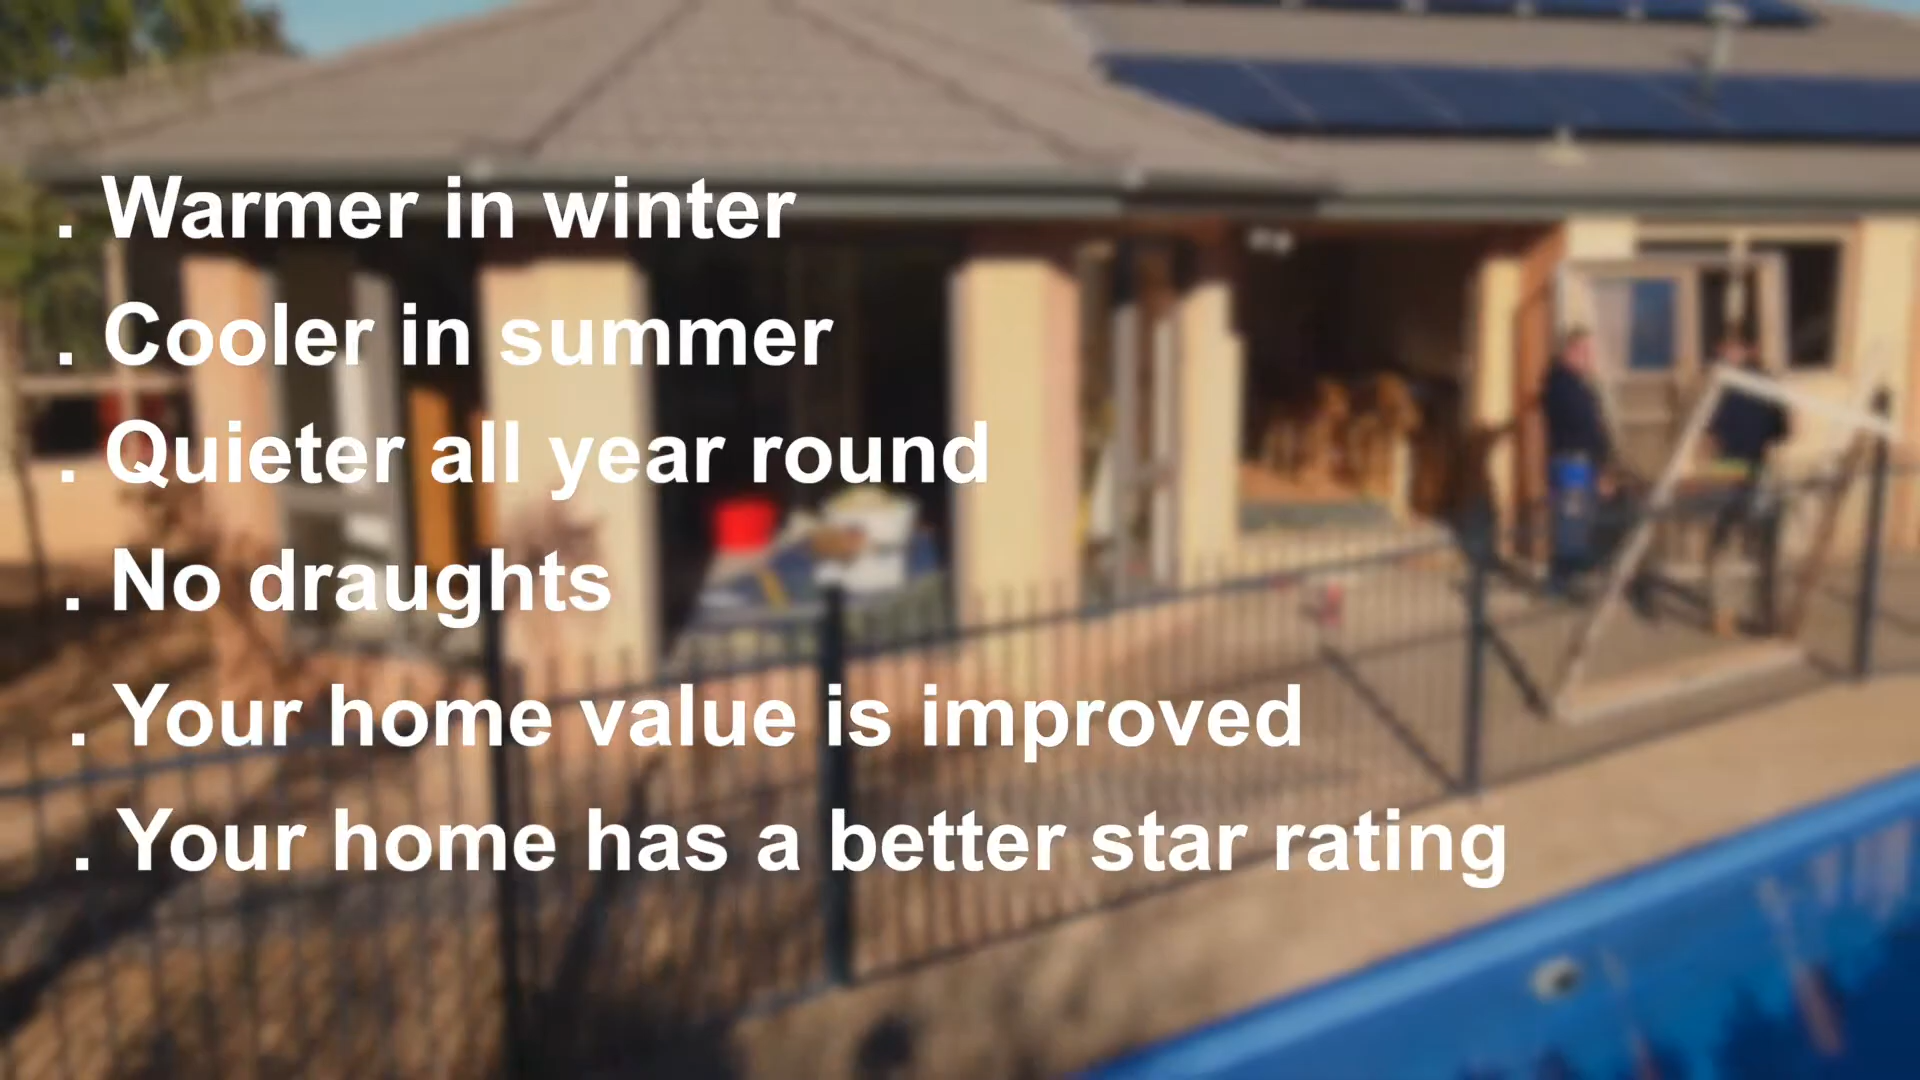 . Warmer in winter
. Cooler in summer
. Quieter all year round
. No draughts
. Your home value is improved
. Your home has a better star rating